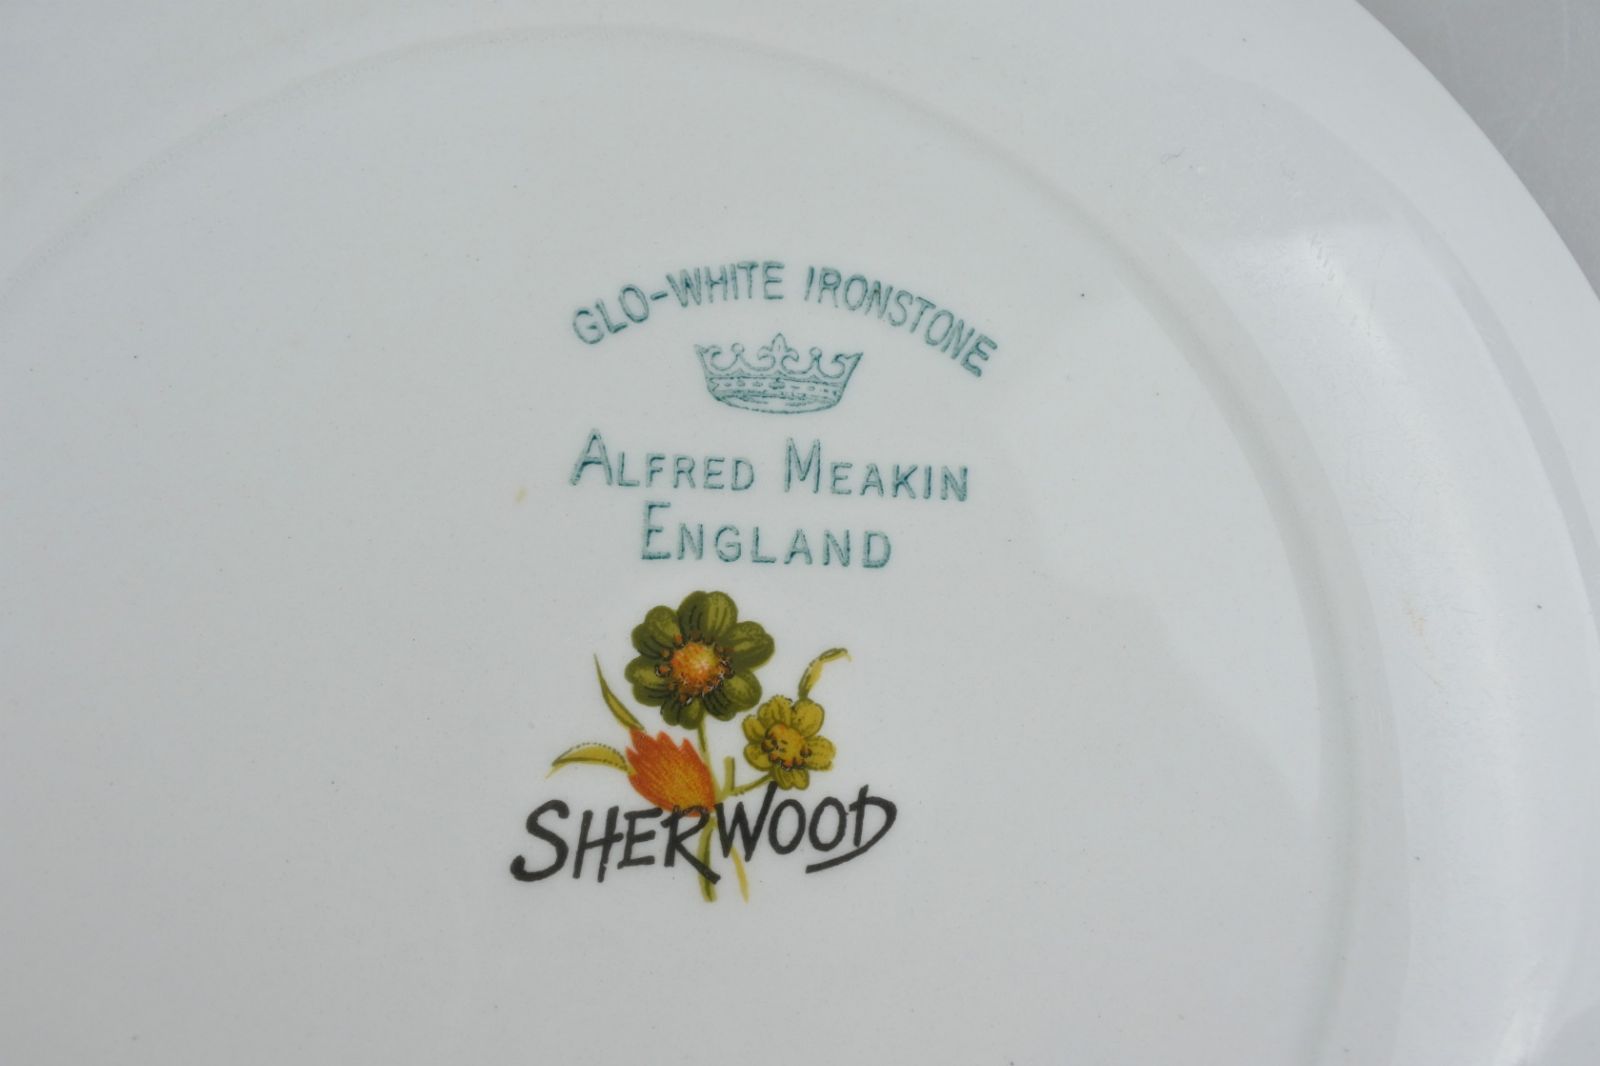 GLO-WHITE IRONSTONE
ALFRED MEAKIN
ENGLAND
SHERWOOD